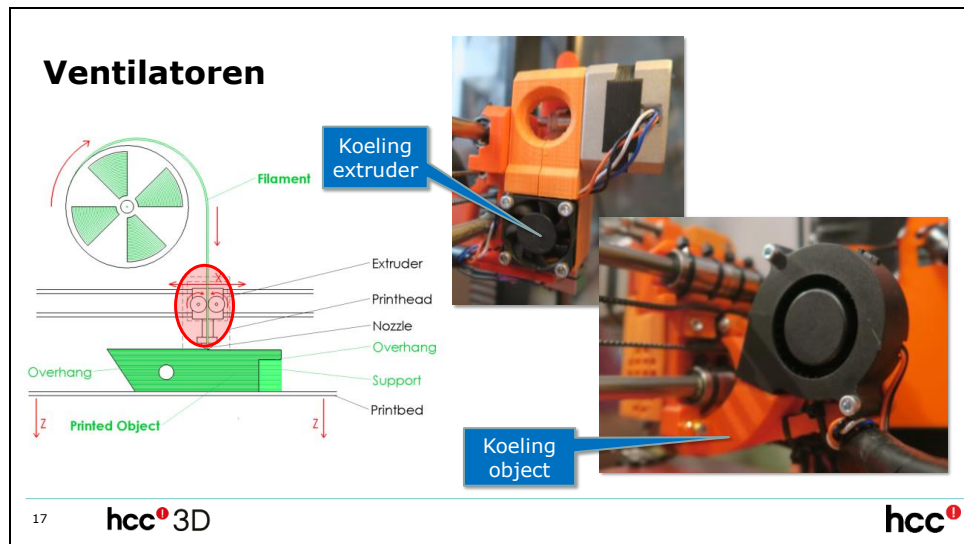 Ventilatoren
Koeling
extruder
Filament
X
Extruder
Printhead
Nozzle
Overhang
Overhang
Support
Printbed
Z
Z
Printed Object
Koeling
object
17
hcc! 3D
hcc!